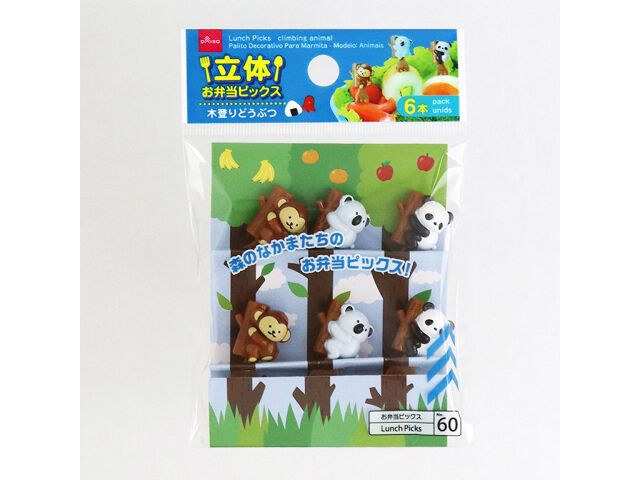 DAISO
Lunch Picks climbing animal
Palito Decorativo Para Marmita - Modelo: Animais
立体
お弁当ピックス
木登りどうぶつ
6本 pack
unids
森のなかまたちの
お弁当ピックス!
お弁当ピックス
Lunch Picks
No.
60